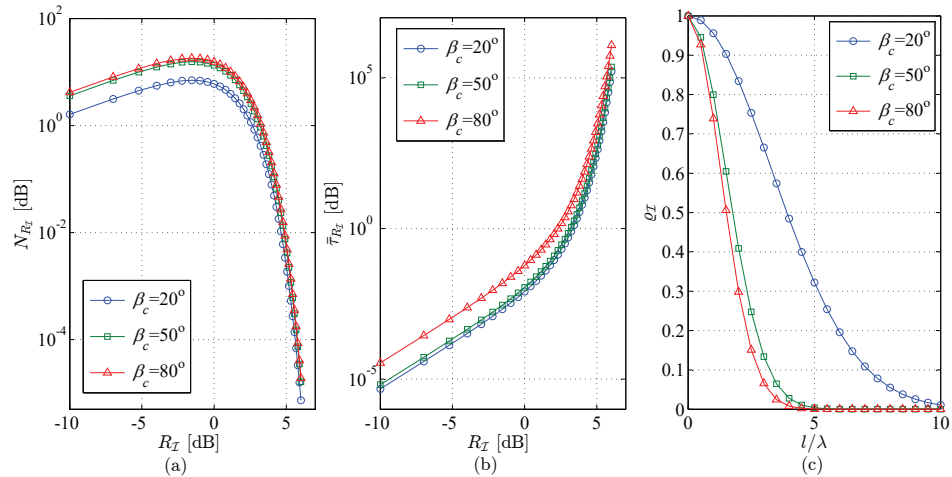 10^2
10^0
10^-2
10^-4
N_{R_ℐ} [dB]
β_c=20°
β_c=50°
β_c=80°
-10 -5 0 5
R_ℐ [dB]
(a)
10^5
10^0
10^-5
τ̄_{R_ℐ} [dB]
β_c=20°
β_c=50°
β_c=80°
-10 -5 0 5
R_ℐ [dB]
(b)
1
0.9
0.8
0.7
0.6
0.5
0.4
0.3
0.2
0.1
0
ϱ_ℐ
β_c=20°
β_c=50°
β_c=80°
0 5 10
l/λ
(c)